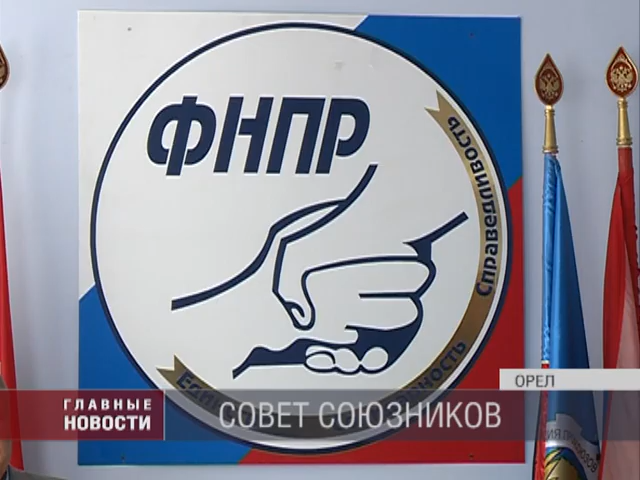 ФНПР
Справедливость
ОРЕЛ
ГЛАВНЫЕ
НОВОСТИ
СОВЕТ СОЮЗНИКОВ